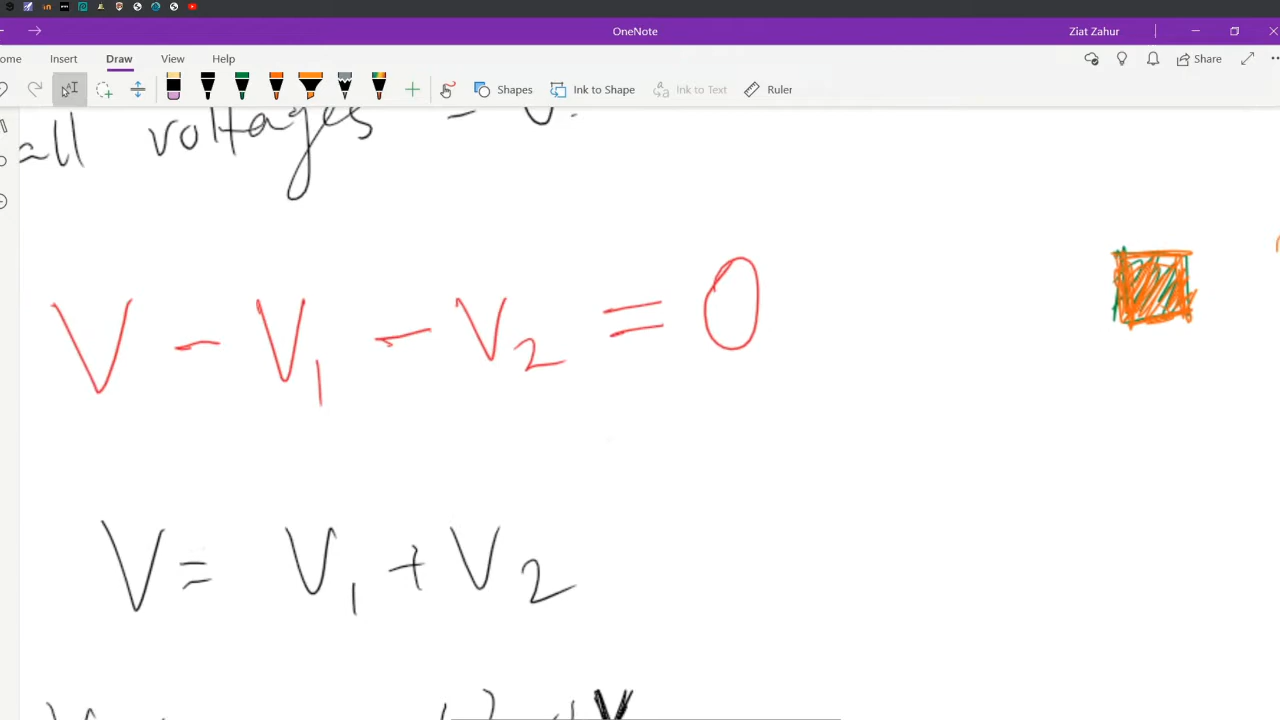 OneNote
Ziat Zahur
Insert
Draw
View
Help
Shapes
Ink to Shape
Ink to Text
Ruler
Share
all voltages =
V - V₁ - V₂ = 0
V = V₁ + V₂